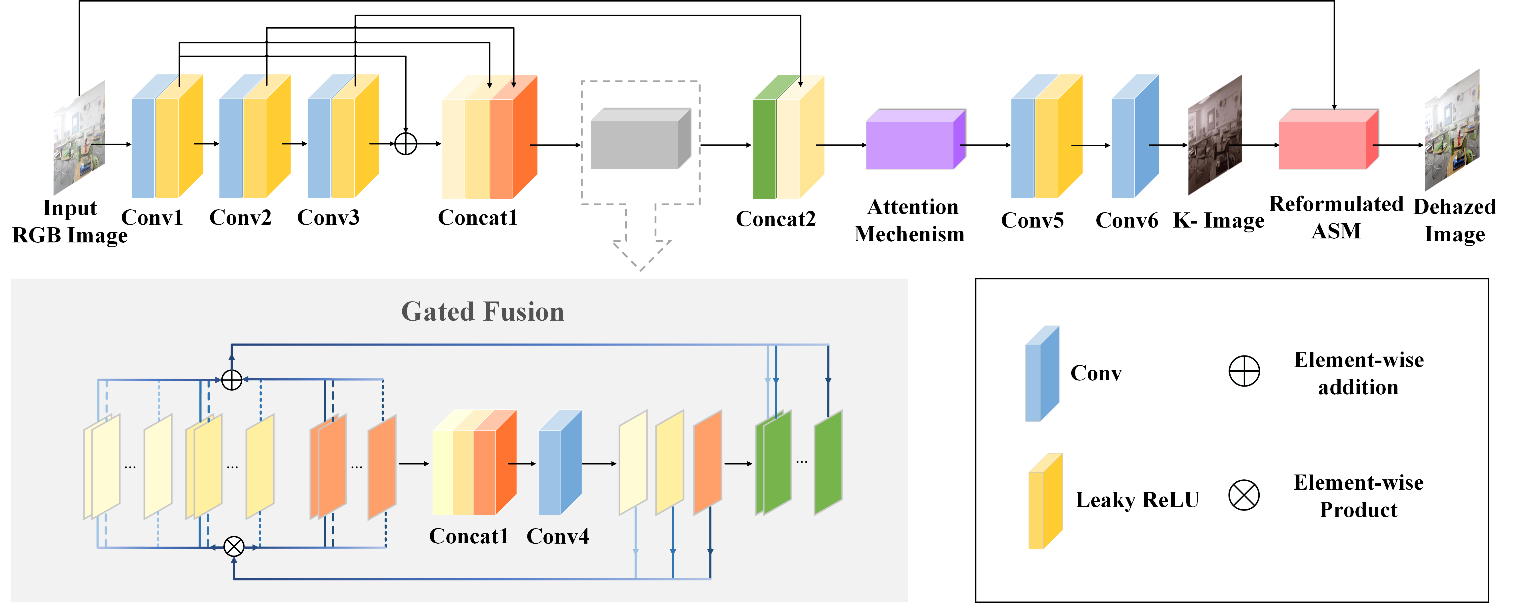 Input
RGB Image
Conv1
Conv2
Conv3
Concat1
Concat2
Attention
Mechenism
Conv5
Conv6
K- Image
Reformulated
ASM
Dehazed
Image
Gated Fusion
...
...
...
...
Concat1
Conv4
Conv
Element-wise
addition
Leaky ReLU
Element-wise
Product